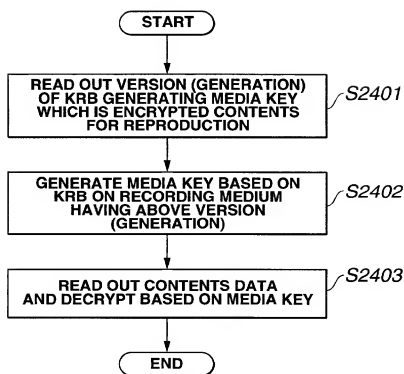 START
READ OUT VERSION (GENERATION)
OF KRB GENERATING MEDIA KEY
WHICH IS ENCRYPTED CONTENTS
FOR REPRODUCTION
S2401
GENERATE MEDIA KEY BASED ON
KRB ON RECORDING MEDIUM
HAVING ABOVE VERSION
(GENERATION)
S2402
READ OUT CONTENTS DATA
AND DECRYPT BASED ON MEDIA KEY
S2403
END